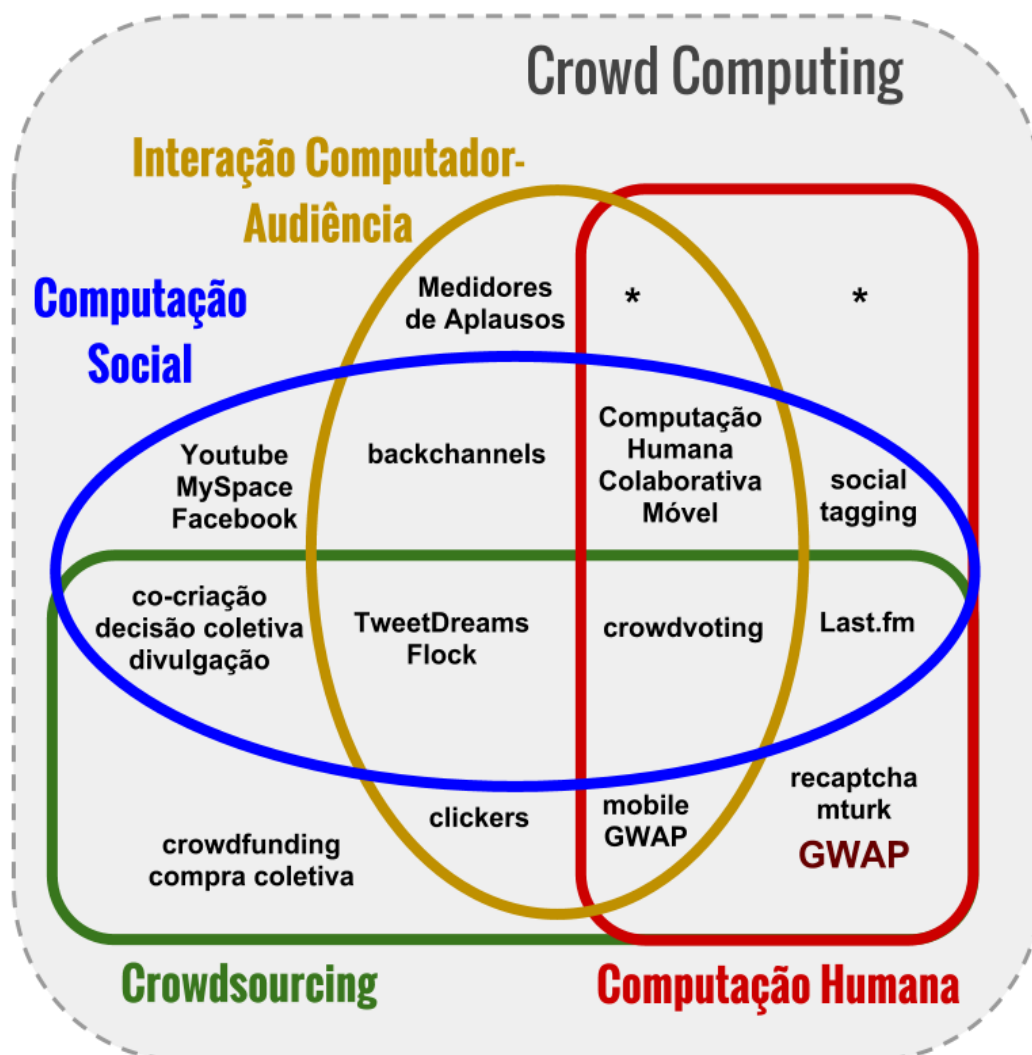 Crowd Computing
Interação Computador-
Audiência
Computação
Social
Medidores
de Aplausos
*
*
Youtube
MySpace
Facebook
backchannels
Computação
Humana
Colaborativa
Móvel
social
tagging
co-criação
decisão coletiva
divulgação
TweetDreams
Flock
crowdvoting
Last.fm
crowdfunding
compra coletiva
clickers
mobile
GWAP
recaptcha
mturk
GWAP
Crowdsourcing
Computação Humana